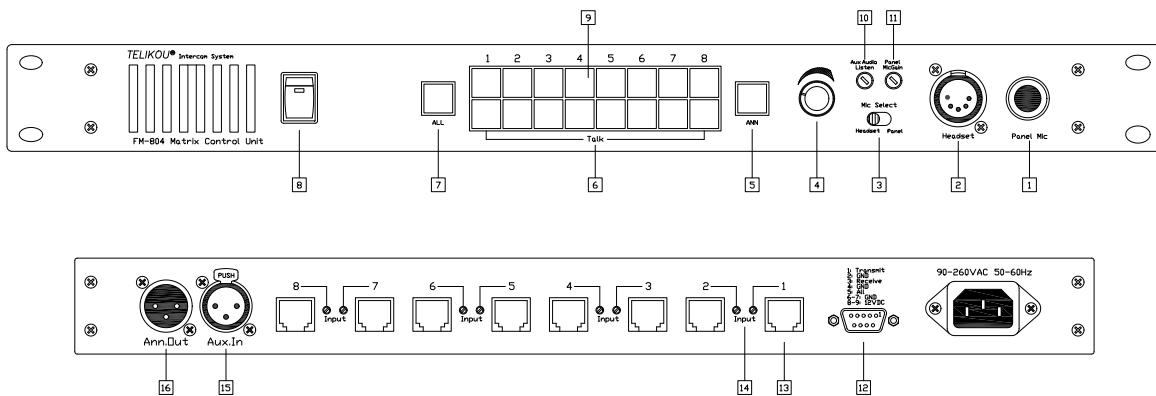 9
10
11
TELIKOU® Intercom System
1 2 3 4 5 6 7 8
Aux Audio Listen
Panel MicGain
Mic Select
Headset Panel
ALL
ANN
Talk
Headset
Panel Mic
FM-804 Matrix Control Unit
8
7
6
5
4
3
2
1
PUSH
8 7 6 5 4 3 2 1
Input
Input
Input
Input
1: Transmit
2: GND
3: Receive
4: GND
5: All
6-7: GND
8-9: 12VDC
1
90-260VAC 50-60Hz
Ann.Out
Aux.In
16
15
14
13
12